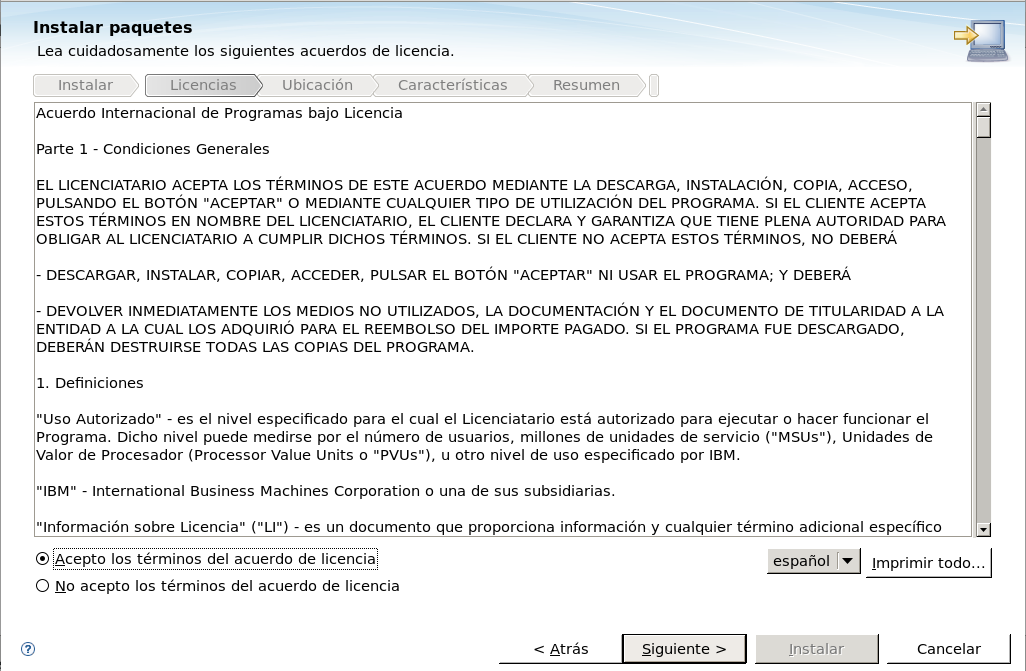 Instalar paquetes
Lea cuidadosamente los siguientes acuerdos de licencia.
Instalar
Licencias
Ubicación
Características
Resumen
Acuerdo Internacional de Programas bajo Licencia
Parte 1 - Condiciones Generales
EL LICENCIATARIO ACEPTA LOS TÉRMINOS DE ESTE ACUERDO MEDIANTE LA DESCARGA, INSTALACIÓN, COPIA, ACCESO,
PULSANDO EL BOTÓN "ACEPTAR" O MEDIANTE CUALQUIER TIPO DE UTILIZACIÓN DEL PROGRAMA. SI EL CLIENTE ACEPTA
ESTOS TÉRMINOS EN NOMBRE DEL LICENCIATARIO, EL CLIENTE DECLARA Y GARANTIZA QUE TIENE PLENA AUTORIDAD PARA
OBLIGAR AL LICENCIATARIO A CUMPLIR DICHOS TÉRMINOS. SI EL CLIENTE NO ACEPTA ESTOS TÉRMINOS, NO DEBERÁ
- DESCARGAR, INSTALAR, COPIAR, ACCEDER, PULSAR EL BOTÓN "ACEPTAR" NI USAR EL PROGRAMA; Y DEBERÁ
- DEVOLVER INMEDIATAMENTE LOS MEDIOS NO UTILIZADOS, LA DOCUMENTACIÓN Y EL DOCUMENTO DE TITULARIDAD A LA
ENTIDAD A LA CUAL LOS ADQUIRIÓ PARA EL REEMBOLSO DEL IMPORTE PAGADO. SI EL PROGRAMA FUE DESCARGADO,
DEBERÁN DESTRUIRSE TODAS LAS COPIAS DEL PROGRAMA.
1. Definiciones
"Uso Autorizado" - es el nivel especificado para el cual el Licenciatario está autorizado para ejecutar o hacer funcionar el
Programa. Dicho nivel puede medirse por el número de usuarios, millones de unidades de servicio ("MSUs"), Unidades de
Valor de Procesador (Processor Value Units o "PVUs"), u otro nivel de uso especificado por IBM.
"IBM" - International Business Machines Corporation o una de sus subsidiarias.
"Información sobre Licencia" ("LI") - es un documento que proporciona información y cualquier término adicional específico
Acepto los términos del acuerdo de licencia
español
Imprimir todo...
No acepto los términos del acuerdo de licencia
?
< Atrás
Siguiente >
Instalar
Cancelar